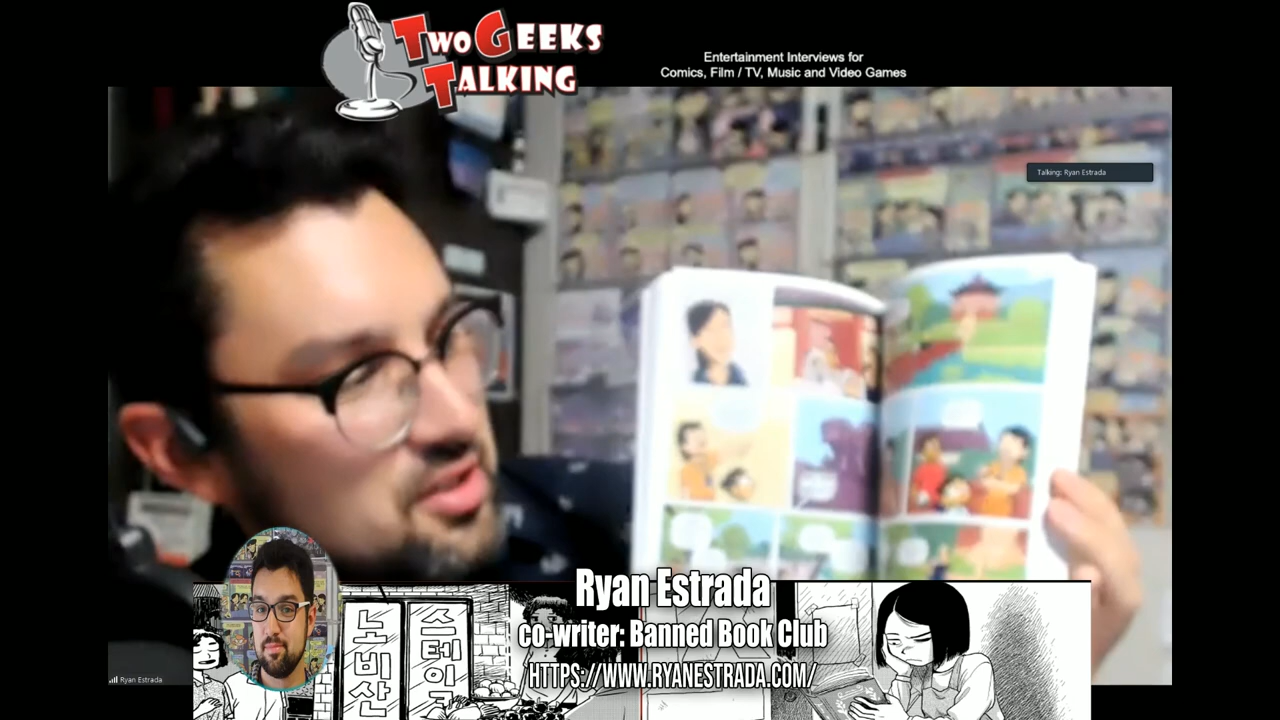 Two Geeks
Talking
Entertainment Interviews for
Comics, Film / TV, Music and Video Games
Talking: Ryan Estrada
Ryan Estrada
co-writer: Banned Book Club
HTTPS://WWW.RYANESTRADA.COM/
노비산
스테이크
Ryan Estrada